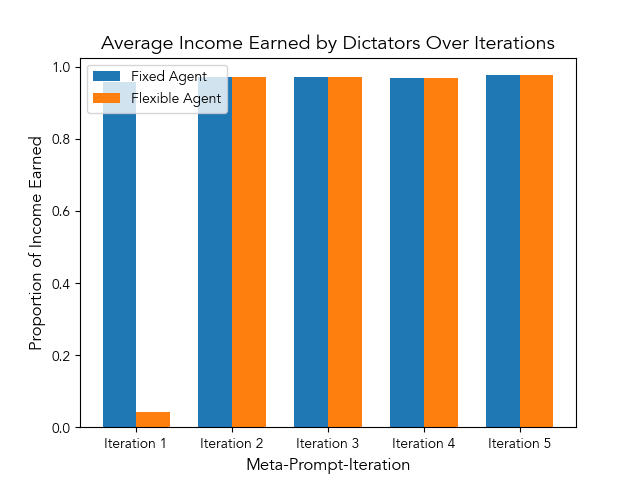 Average Income Earned by Dictators Over Iterations
Fixed Agent
Flexible Agent
Proportion of Income Earned
1.0
0.8
0.6
0.4
0.2
0.0
Iteration 1 Iteration 2 Iteration 3 Iteration 4 Iteration 5
Meta-Prompt-Iteration